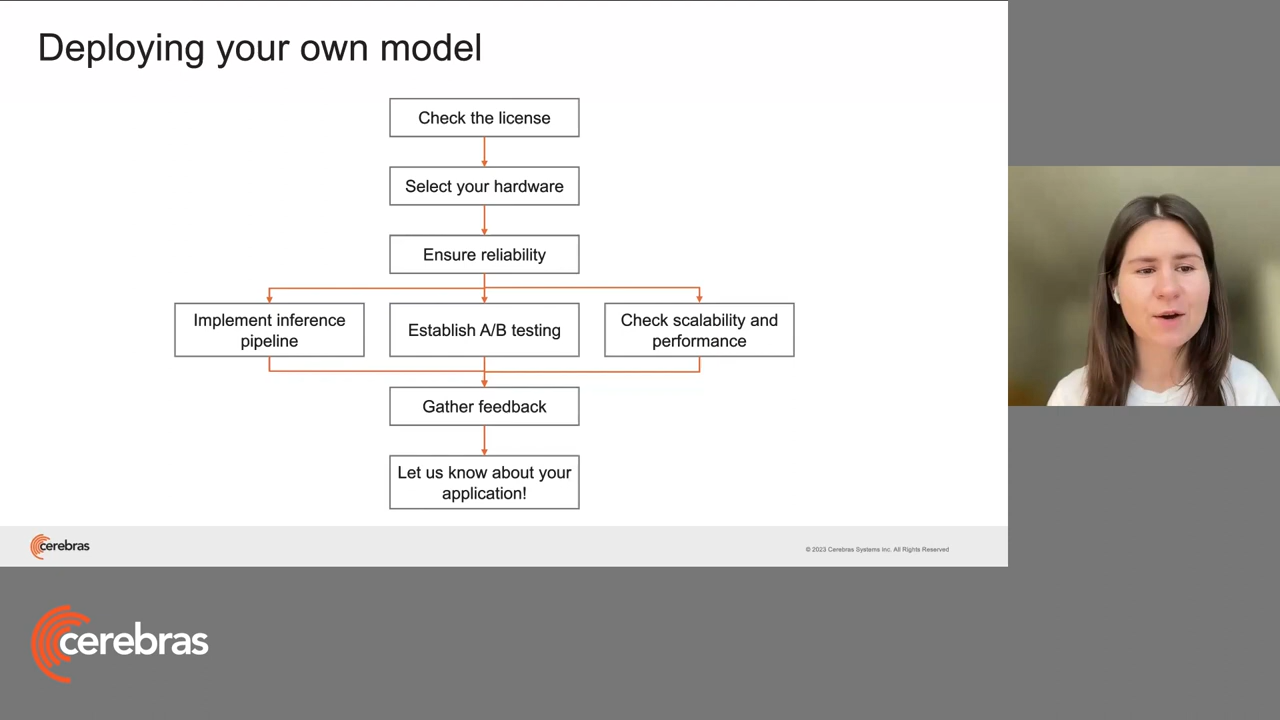 Deploying your own model
Check the license
Select your hardware
Ensure reliability
Implement inference
pipeline
Establish A/B testing
Check scalability and
performance
Gather feedback
Let us know about your
application!
cerebras
© 2023 Cerebras Systems Inc. All Rights Reserved
cerebras